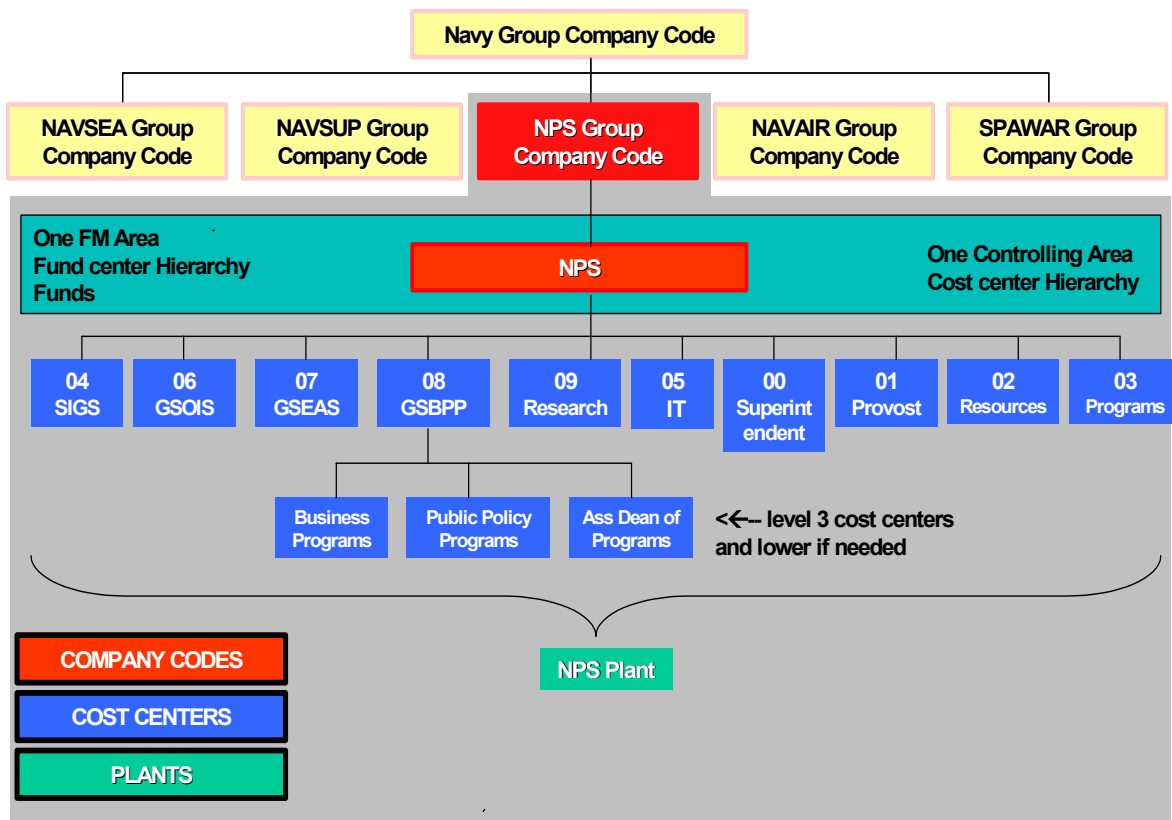 Navy Group Company Code
NAVSEA Group
Company Code
NAVSUP Group
Company Code
NPS Group
Company Code
NAVAIR Group
Company Code
SPAWAR Group
Company Code
One FM Area
Fund center Hierarchy
Funds
NPS
One Controlling Area
Cost center Hierarchy
04
SIGS
06
GSOIS
07
GSEAS
08
GSBPP
09
Research
05
IT
00
Superint
endent
01
Provost
02
Resources
03
Programs
Business
Programs
Public Policy
Programs
Ass Dean of
Programs
<←-- level 3 cost centers
and lower if needed
NPS Plant
COMPANY CODES
COST CENTERS
PLANTS